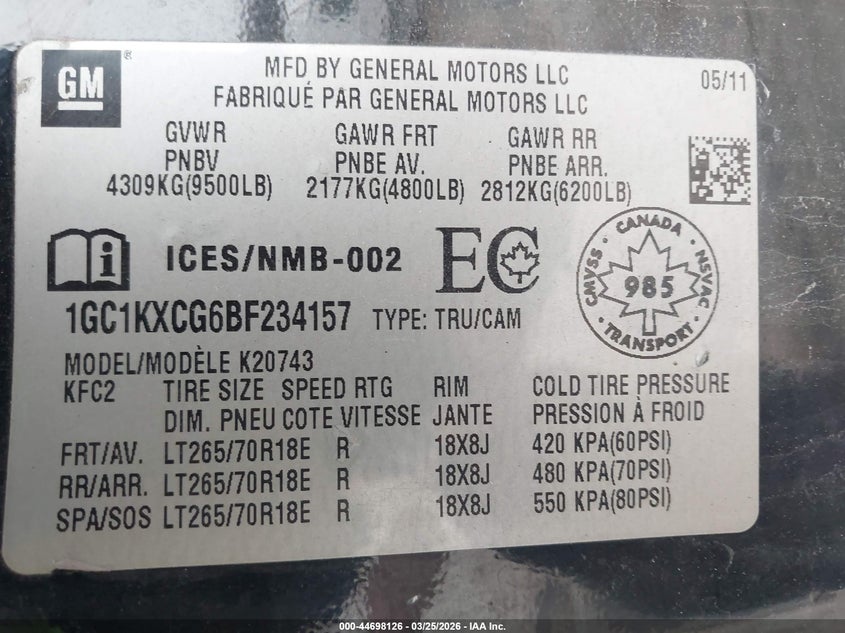 GM ®
MFD BY GENERAL MOTORS LLC 05/11
FABRIQUÉ PAR GENERAL MOTORS LLC
GVWR GAWR FRT GAWR RR
PNBV PNBE AV. PNBE ARR.
4309KG(9500LB) 2177KG(4800LB) 2812KG(6200LB)
i ICES/NMB-002 EC
CANADA
CMVSS 985 NSVAC
TRANSPORT
1GC1KXCG6BF234157 TYPE: TRU/CAM
MODEL/MODÈLE K20743
KFC2 TIRE SIZE SPEED RTG RIM COLD TIRE PRESSURE
DIM. PNEU COTE VITESSE JANTE PRESSION À FROID
FRT/AV. LT265/70R18E R 18X8J 420 KPA(60PSI)
RR/ARR. LT265/70R18E R 18X8J 480 KPA(70PSI)
SPA/SOS LT265/70R18E R 18X8J 550 KPA(80PSI)
000-44698126 - 03/25/2026 - IAA Inc.